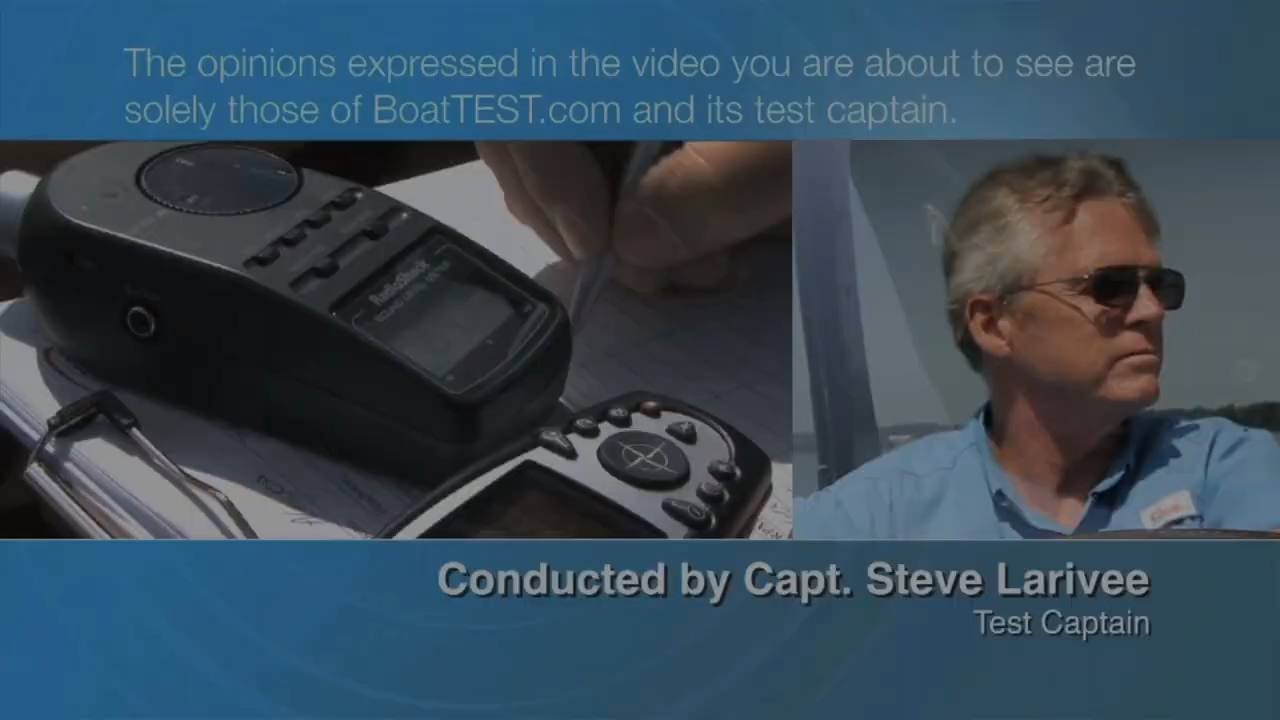 The opinions expressed in the video you are about to see are
solely those of BoatTEST.com and its test captain.
RadioShack
Conducted by Capt. Steve Larivee
Test Captain